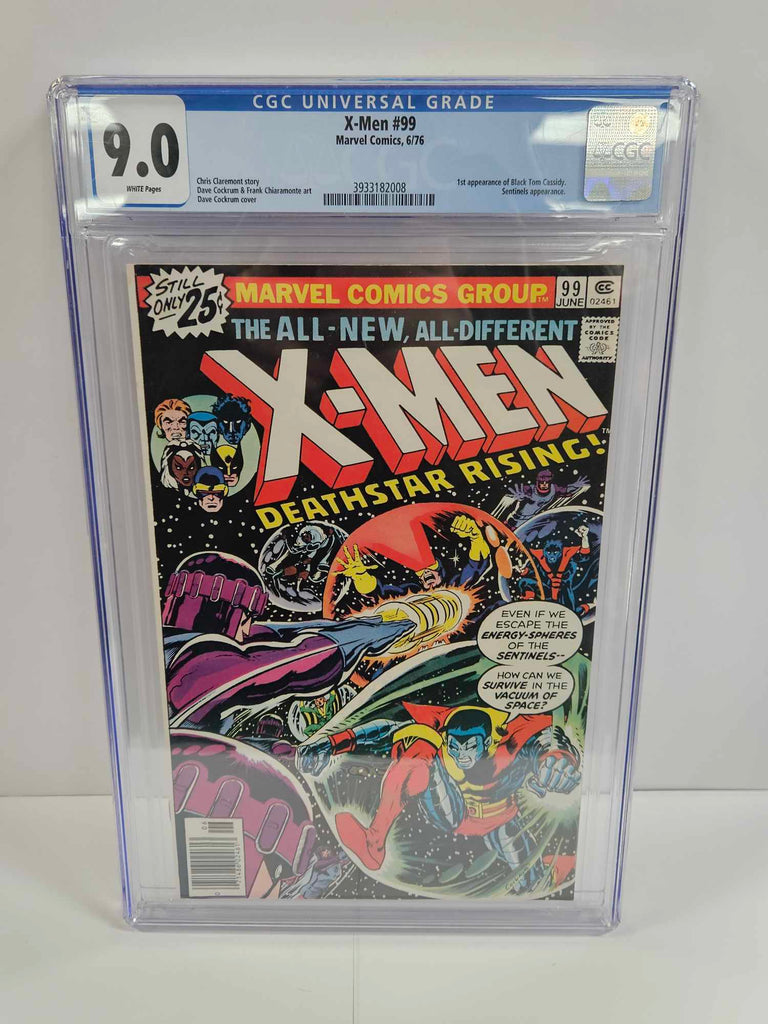 CGC UNIVERSAL GRADE
9.0
WHITE Pages
X-Men #99
Marvel Comics, 6/76
Chris Claremont story
Dave Cockrum & Frank Chiaramonte art
Dave Cockrum cover
3933182008
1st appearance of Black Tom Cassidy.
Sentinels appearance.
CGC
STILL
ONLY 25¢
MARVEL COMICS GROUP TM
99
JUNE
CC
02461
APPROVED
BY THE
COMICS
CODE
AUTHORITY
THE ALL-NEW, ALL-DIFFERENT
X-MEN
TM
DEATHSTAR RISING!
EVEN IF WE
ESCAPE THE
ENERGY-SPHERES
OF THE
SENTINELS--
HOW CAN WE
SURVIVE IN THE
VACUUM OF
SPACE?
06